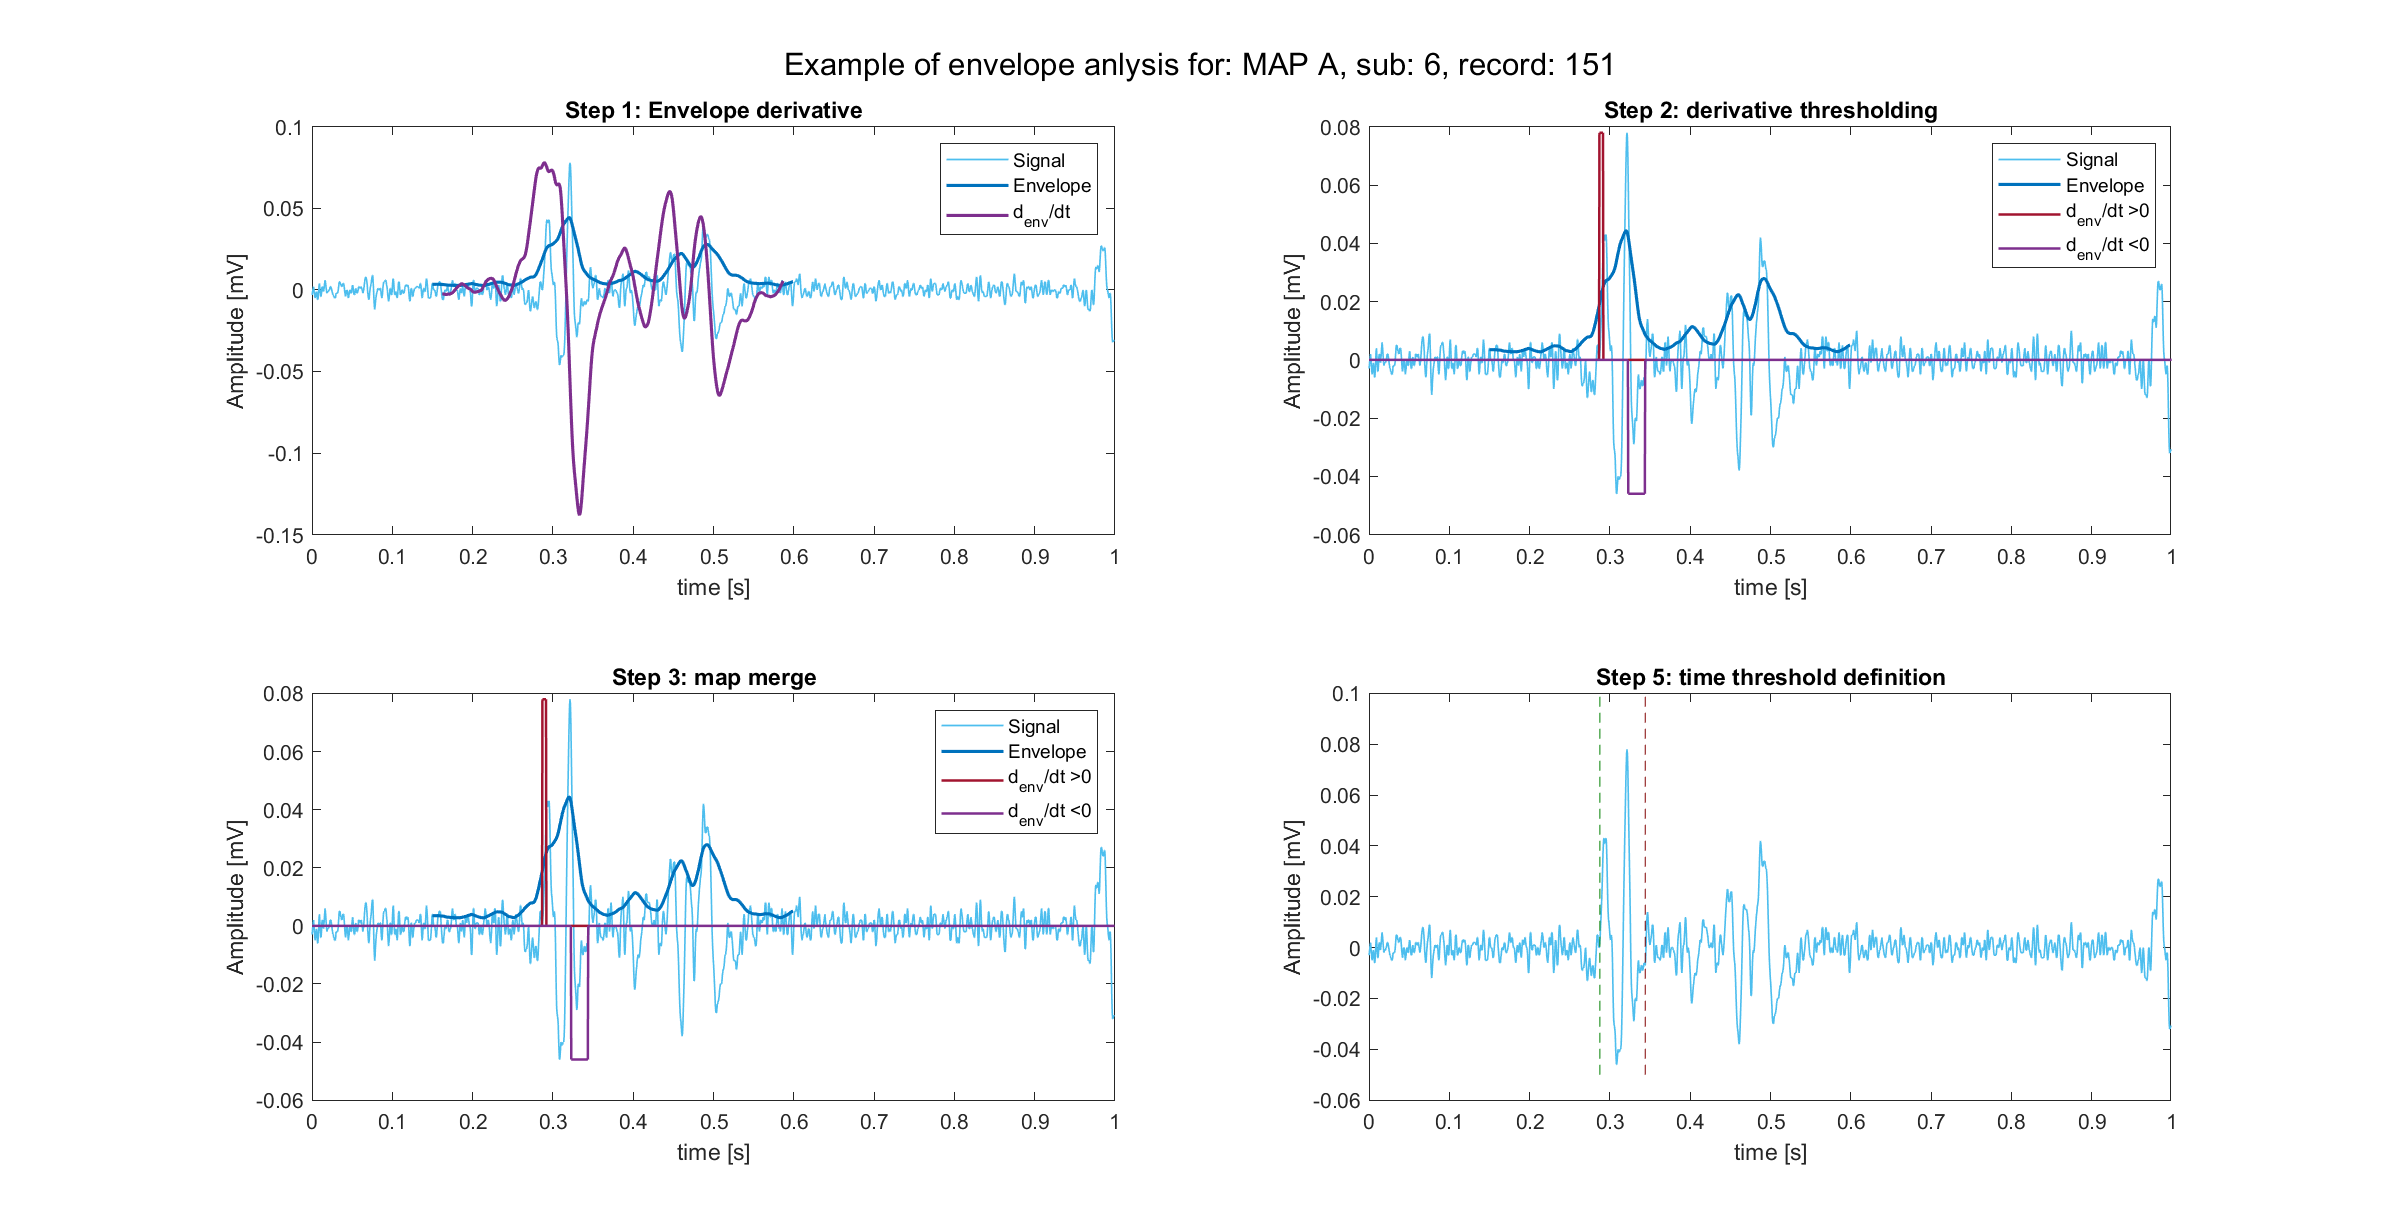 Example of envelope anlysis for: MAP A, sub: 6, record: 151
Step 1: Envelope derivative
0.1
0.05
0
-0.05
-0.1
-0.15
Amplitude [mV]
0 0.1 0.2 0.3 0.4 0.5 0.6 0.7 0.8 0.9 1
time [s]
Signal
Envelope
d_env/dt
Step 2: derivative thresholding
0.08
0.06
0.04
0.02
0
-0.02
-0.04
-0.06
Amplitude [mV]
0 0.1 0.2 0.3 0.4 0.5 0.6 0.7 0.8 0.9 1
time [s]
Signal
Envelope
d_env/dt >0
d_env/dt <0
Step 3: map merge
0.08
0.06
0.04
0.02
0
-0.02
-0.04
-0.06
Amplitude [mV]
0 0.1 0.2 0.3 0.4 0.5 0.6 0.7 0.8 0.9 1
time [s]
Signal
Envelope
d_env/dt >0
d_env/dt <0
Step 5: time threshold definition
0.1
0.08
0.06
0.04
0.02
0
-0.02
-0.04
-0.06
Amplitude [mV]
0 0.1 0.2 0.3 0.4 0.5 0.6 0.7 0.8 0.9 1
time [s]